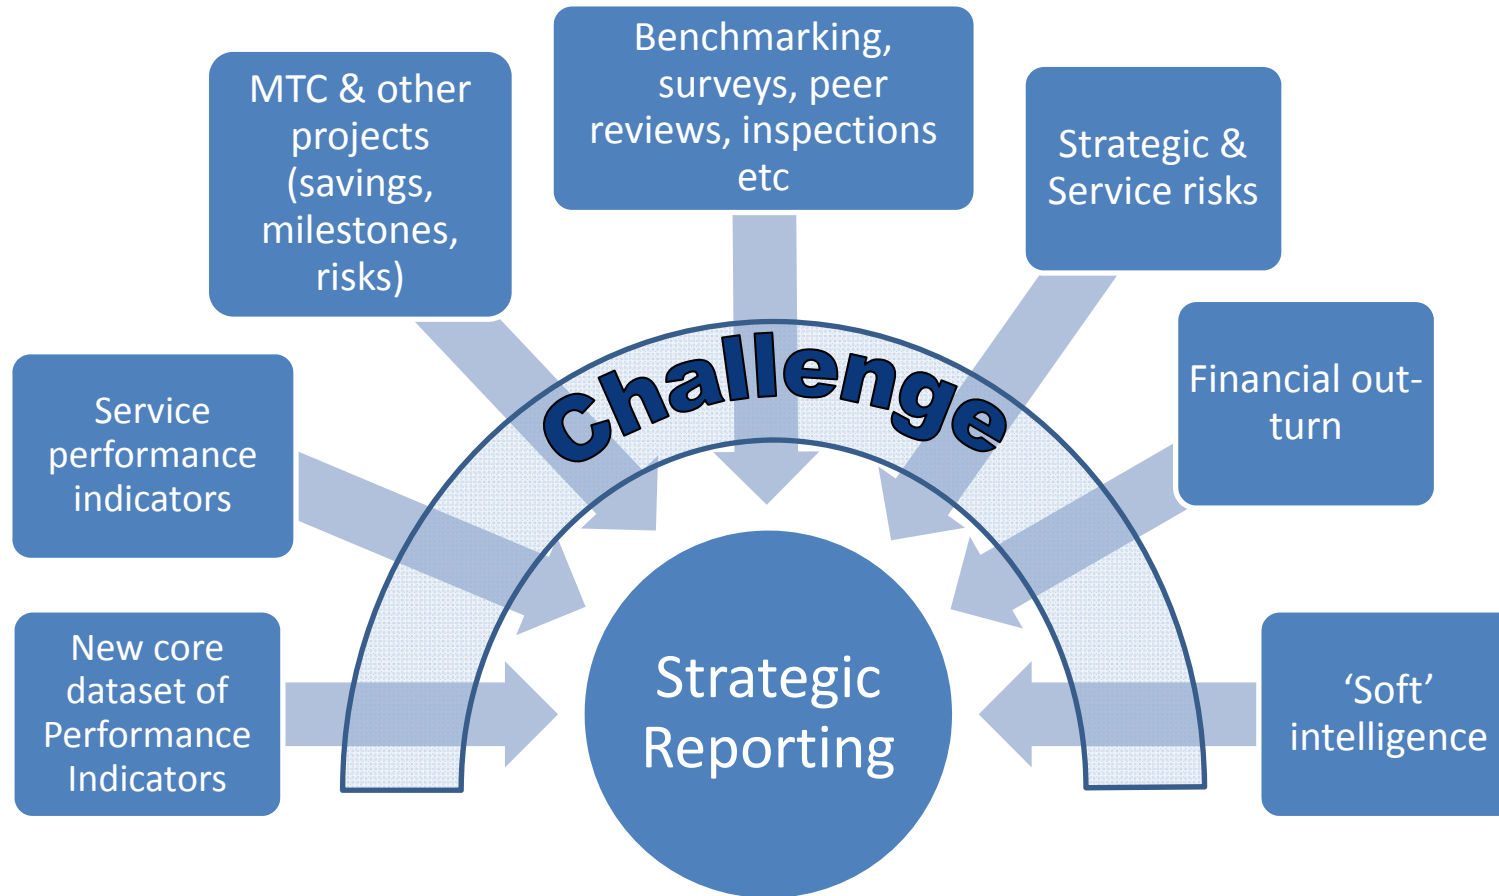 Benchmarking,
surveys, peer
reviews, inspections
etc
MTC & other
projects
(savings,
milestones,
risks)
Strategic &
Service risks
Challenge
Financial out-
turn
Service
performance
indicators
New core
dataset of
Performance
Indicators
Strategic
Reporting
‘Soft’
intelligence